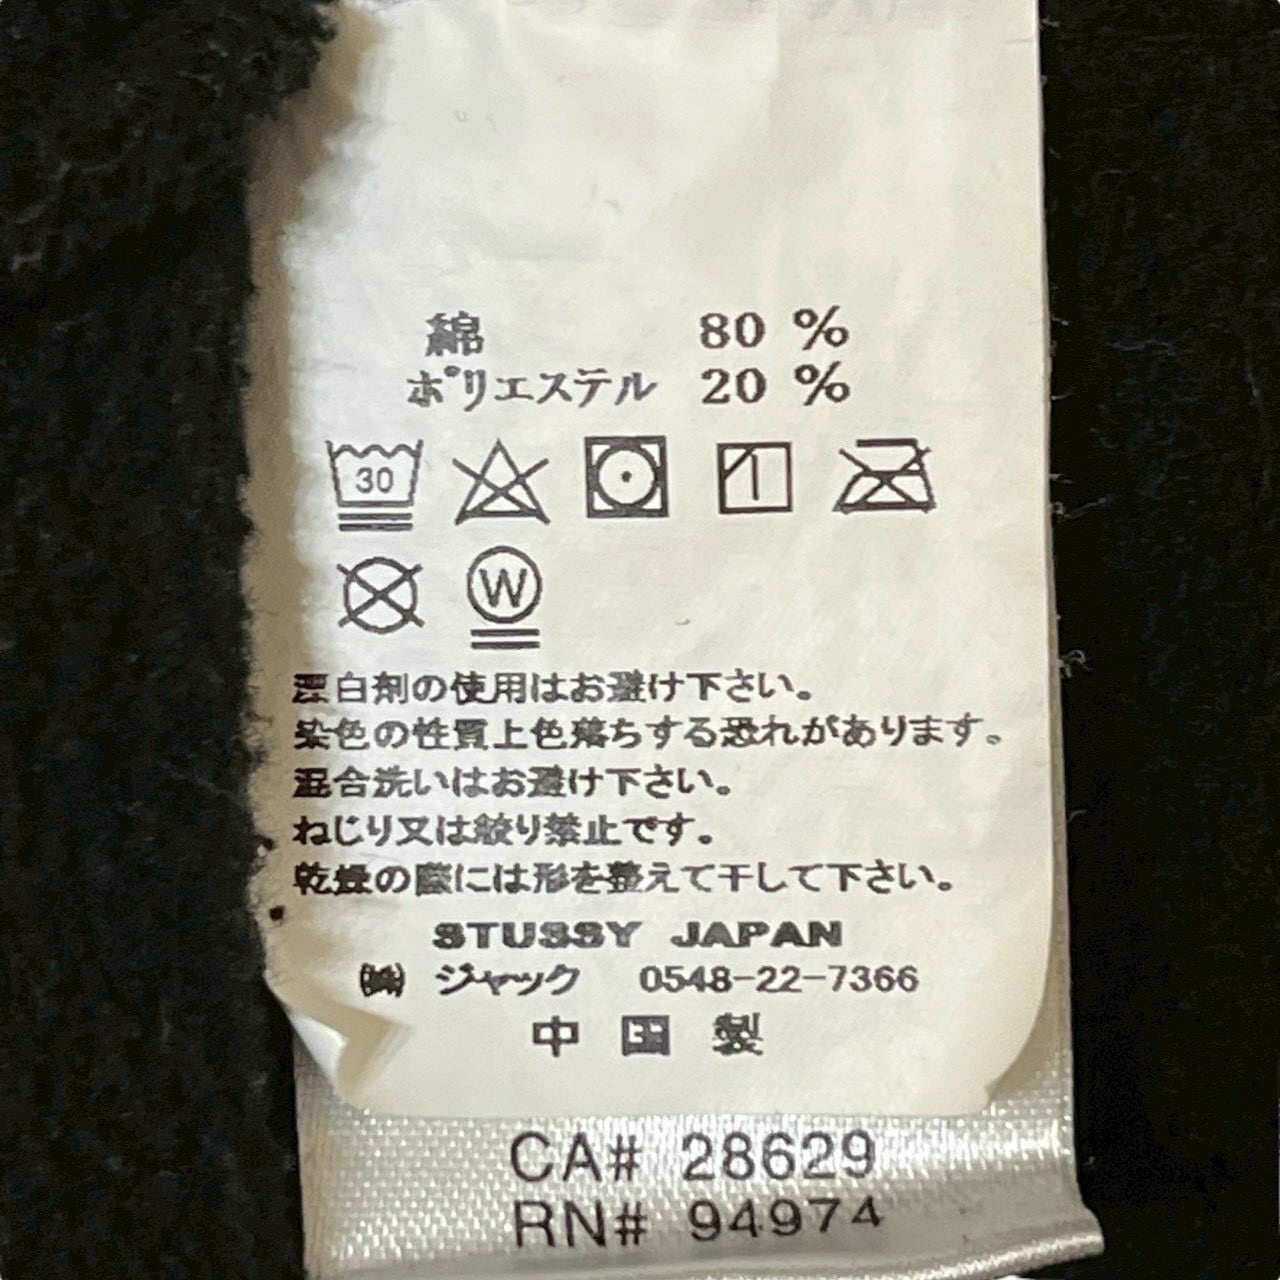 綿 80 %
ポリエステル 20 %
30
W
漂白剤の使用はお避け下さい。
染色の性質上色落ちする恐れがあります。
混合洗いはお避け下さい。
ねじり又は絞り禁止です。
乾燥の際には形を整えて干して下さい。
STUSSY JAPAN
㈱ ジャック 0548-22-7366
中国製
CA# 28629
RN# 94974